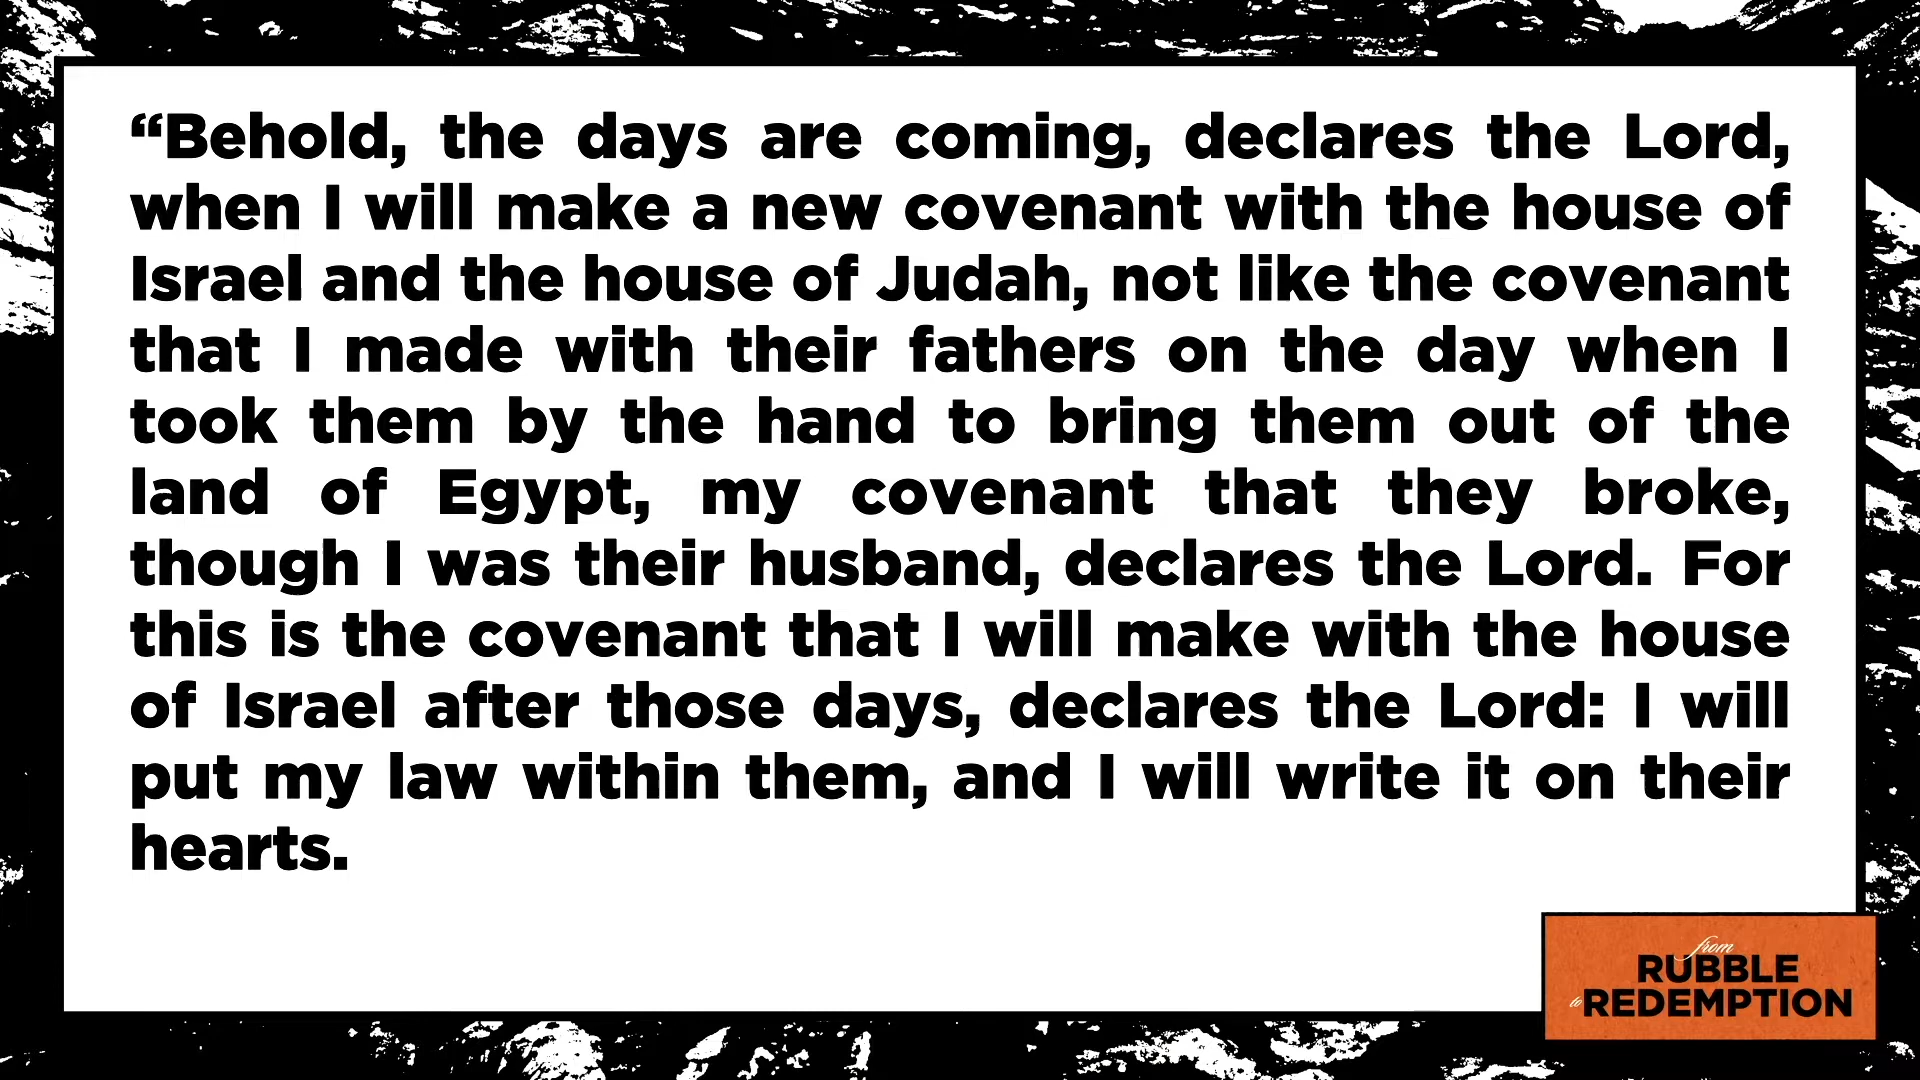 “Behold, the days are coming, declares the Lord,
when I will make a new covenant with the house of
Israel and the house of Judah, not like the covenant
that I made with their fathers on the day when I
took them by the hand to bring them out of the
land of Egypt, my covenant that they broke,
though I was their husband, declares the Lord. For
this is the covenant that I will make with the house
of Israel after those days, declares the Lord: I will
put my law within them, and I will write it on their
hearts.
from
RUBBLE
to REDEMPTION